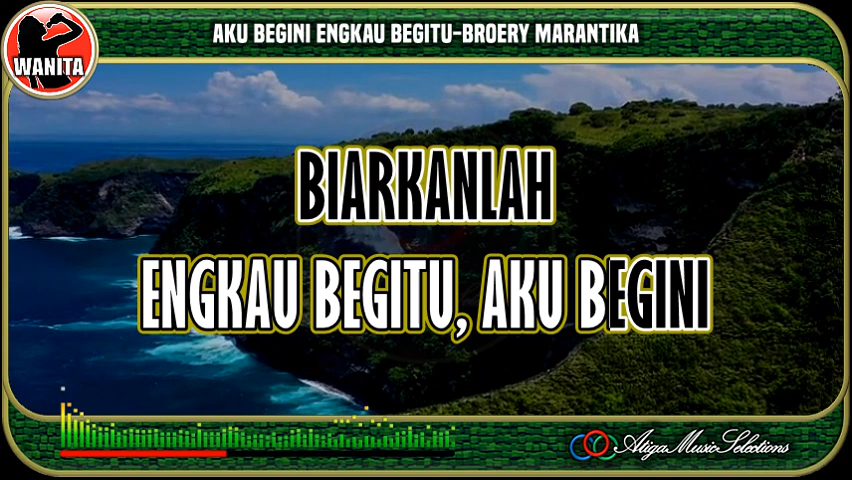 AKU BEGINI ENGKAU BEGITU-BROERY MARANTIKA
WANITA
BIARKANLAH
ENGKAU BEGITU, AKU BEGINI
AtigaMusicSelections